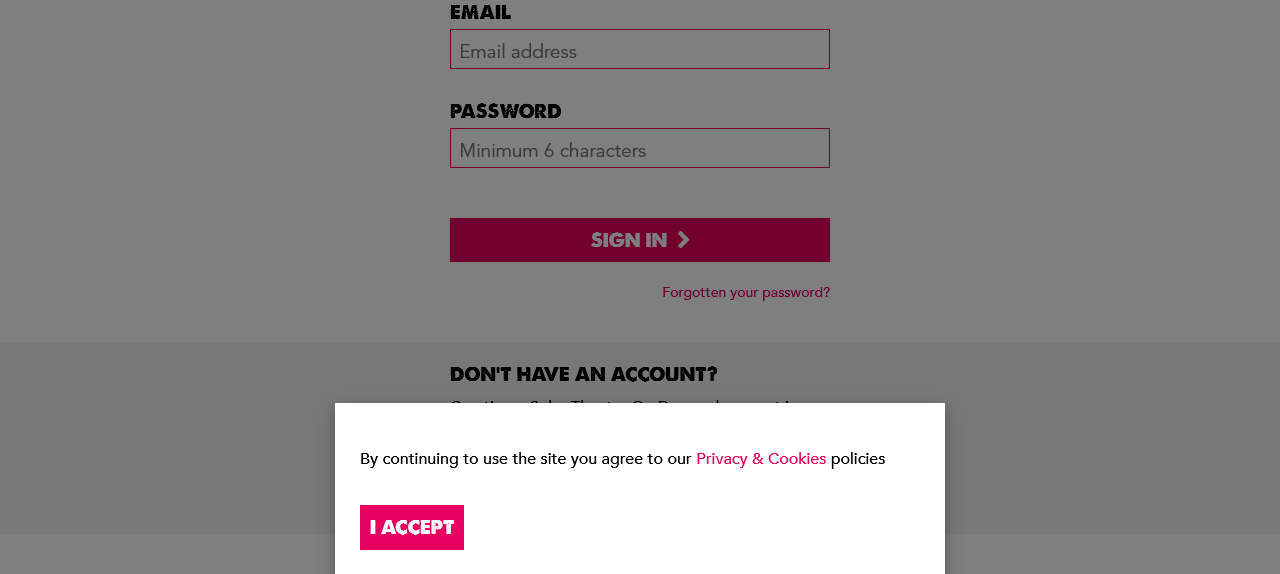 EMAIL
Email address
PASSWORD
Minimum 6 characters
SIGN IN
Forgotten your password?
DON'T HAVE AN ACCOUNT?
By continuing to use the site you agree to our Privacy & Cookies policies
I ACCEPT